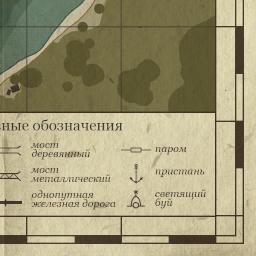 ные обозначения
мост
деревянный
паром
мост
металлический
пристань
однопутная
железная дорога
светящий
буй